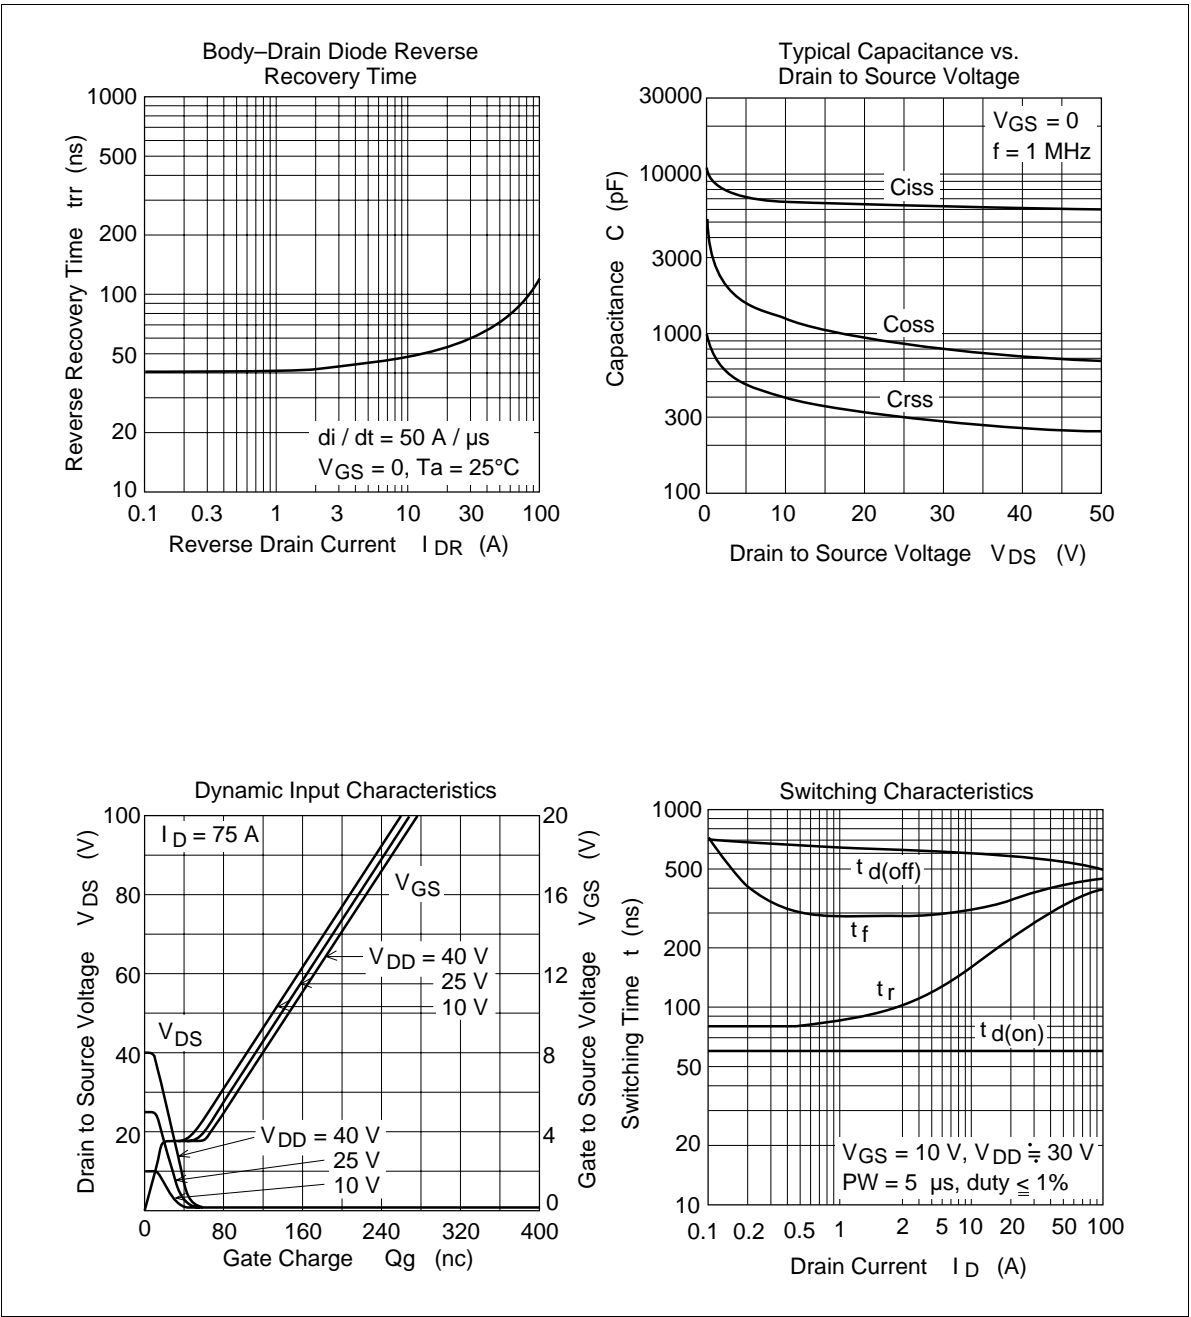 Body–Drain Diode Reverse
Recovery Time
1000
500
200
100
50
20
10
Reverse Recovery Time trr (ns)
di / dt = 50 A / µs
VGS = 0, Ta = 25°C
0.1 0.3 1 3 10 30 100
Reverse Drain Current I DR (A)
Typical Capacitance vs.
Drain to Source Voltage
30000
10000
3000
1000
300
100
Capacitance C (pF)
VGS = 0
f = 1 MHz
Ciss
Coss
Crss
0 10 20 30 40 50
Drain to Source Voltage VDS (V)
Dynamic Input Characteristics
100
80
60
40
20
0
Drain to Source Voltage VDS (V)
I D = 75 A
VGS
VDD = 40 V
25 V
10 V
VDS
VDD = 40 V
25 V
10 V
20
16
12
8
4
0
Gate to Source Voltage VGS (V)
80 160 240 320 400
Gate Charge Qg (nc)
Switching Characteristics
1000
500
200
100
50
20
10
Switching Time t (ns)
t d(off)
t f
t r
t d(on)
VGS = 10 V, VDD ≒ 30 V
PW = 5 µs, duty ≦ 1%
0.1 0.2 0.5 1 2 5 10 20 50 100
Drain Current I D (A)